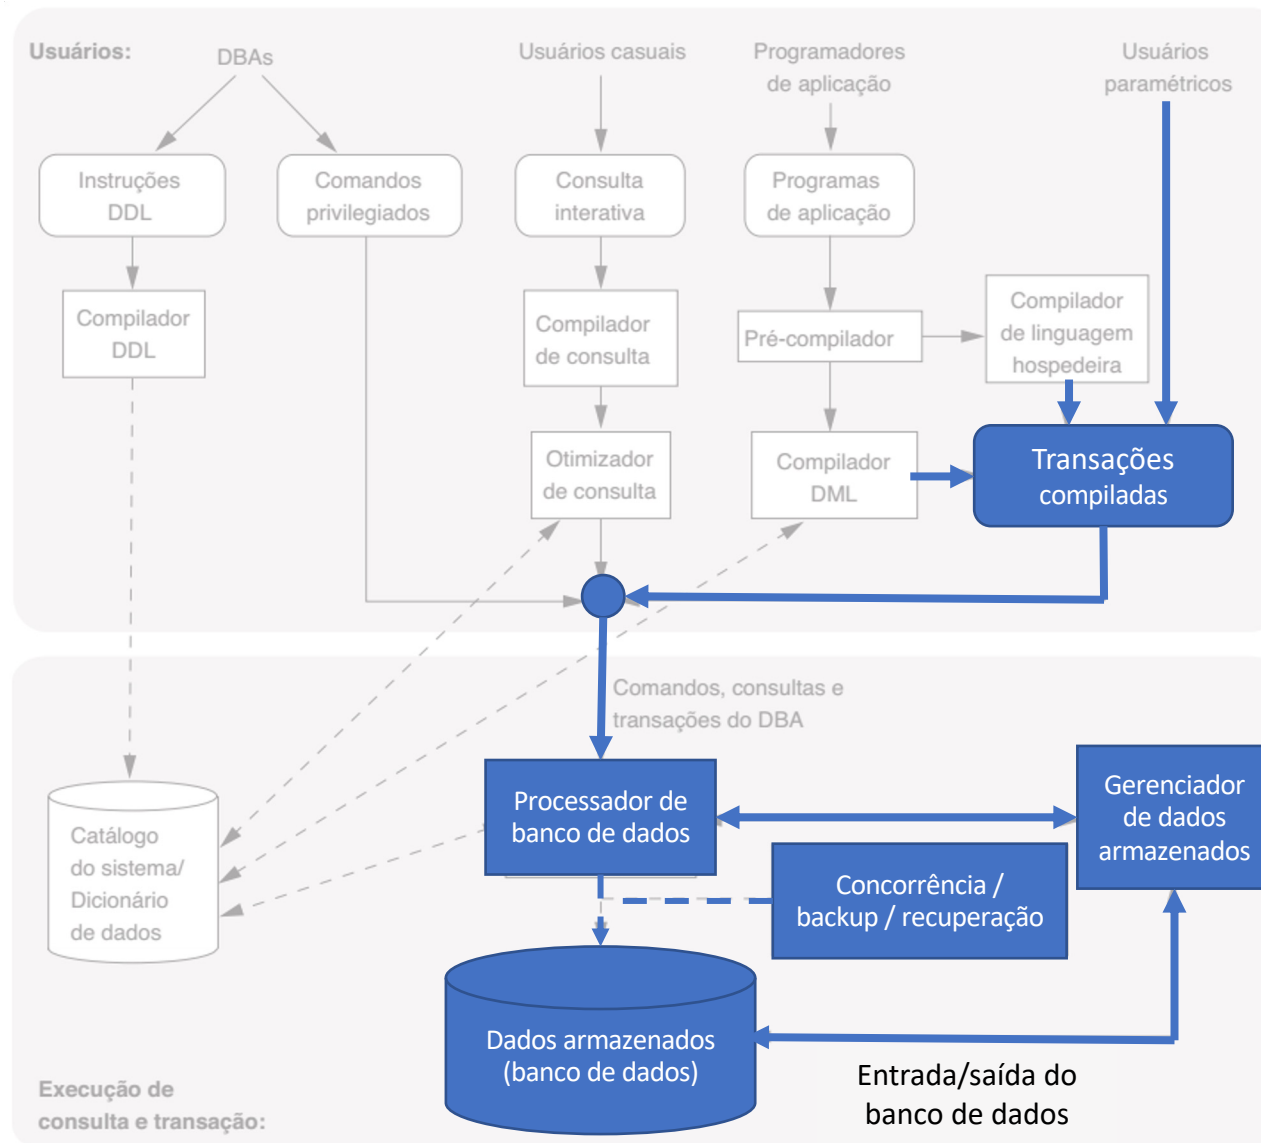 Usuários:
DBAs
Usuários casuais
Programadores
de aplicação
Usuários
paramétricos
Instruções
DDL
Comandos
privilegiados
Consulta
interativa
Programas
de aplicação
Compilador
DDL
Compilador
de consulta
Pré-compilador
Compilador
de linguagem
hospedeira
Otimizador
de consulta
Compilador
DML
Transações
compiladas
Comandos, consultas e
transações do DBA
Processador de
banco de dados
Gerenciador
de dados
armazenados
Catálogo
do sistema/
Dicionário
de dados
Concorrência /
backup / recuperação
Dados armazenados
(banco de dados)
Entrada/saída do
banco de dados
Execução de
consulta e transação: